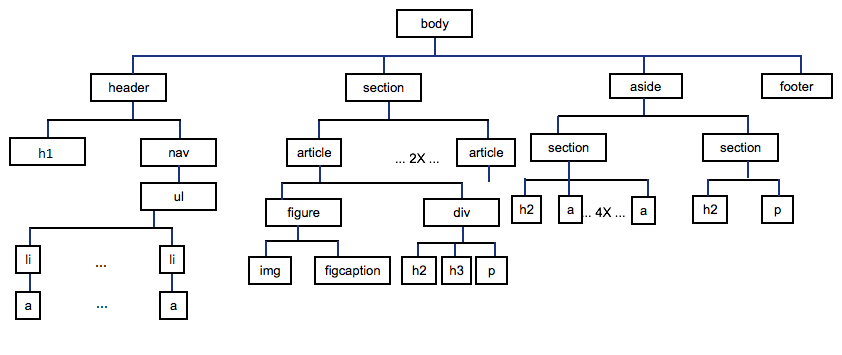 body
header
section
aside
footer
h1
nav
article
... 2X ...
article
section
section
ul
figure
div
h2
a
... 4X ...
a
h2
p
li
...
li
img
figcaption
h2
h3
p
a
...
a